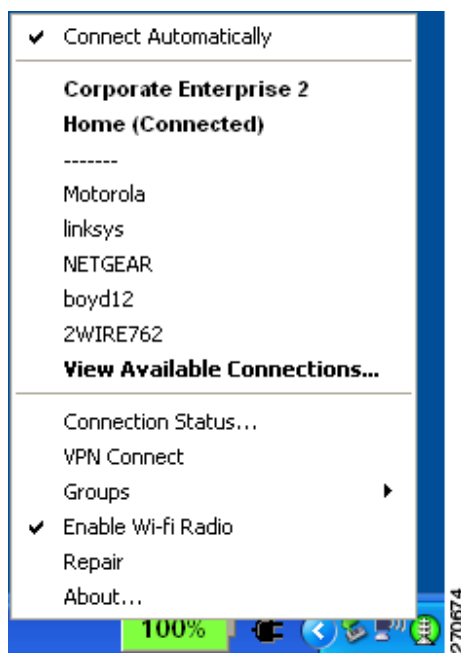 Connect Automatically
Corporate Enterprise 2
Home (Connected)
-------
Motorola
linksys
NETGEAR
boyd12
2WIRE762
View Available Connections...
Connection Status...
VPN Connect
Groups
Enable Wi-fi Radio
Repair
About...
100%
270674